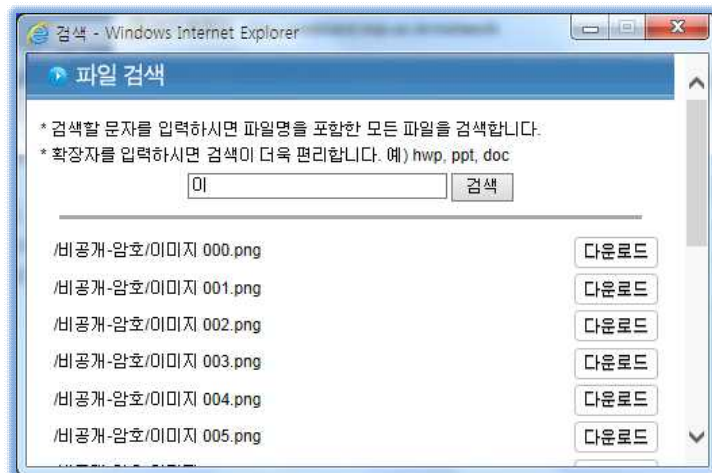 검색 - Windows Internet Explorer
파일 검색
* 검색할 문자를 입력하시면 파일명을 포함한 모든 파일을 검색합니다.
* 확장자를 입력하시면 검색이 더욱 편리합니다. 예) hwp, ppt, doc
이 검색
/비공개-암호/이미지 000.png 다운로드
/비공개-암호/이미지 001.png 다운로드
/비공개-암호/이미지 002.png 다운로드
/비공개-암호/이미지 003.png 다운로드
/비공개-암호/이미지 004.png 다운로드
/비공개-암호/이미지 005.png 다운로드